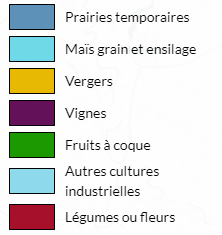 Prairies temporaires
Maïs grain et ensilage
Vergers
Vignes
Fruits à coque
Autres cultures
industrielles
Légumes ou fleurs